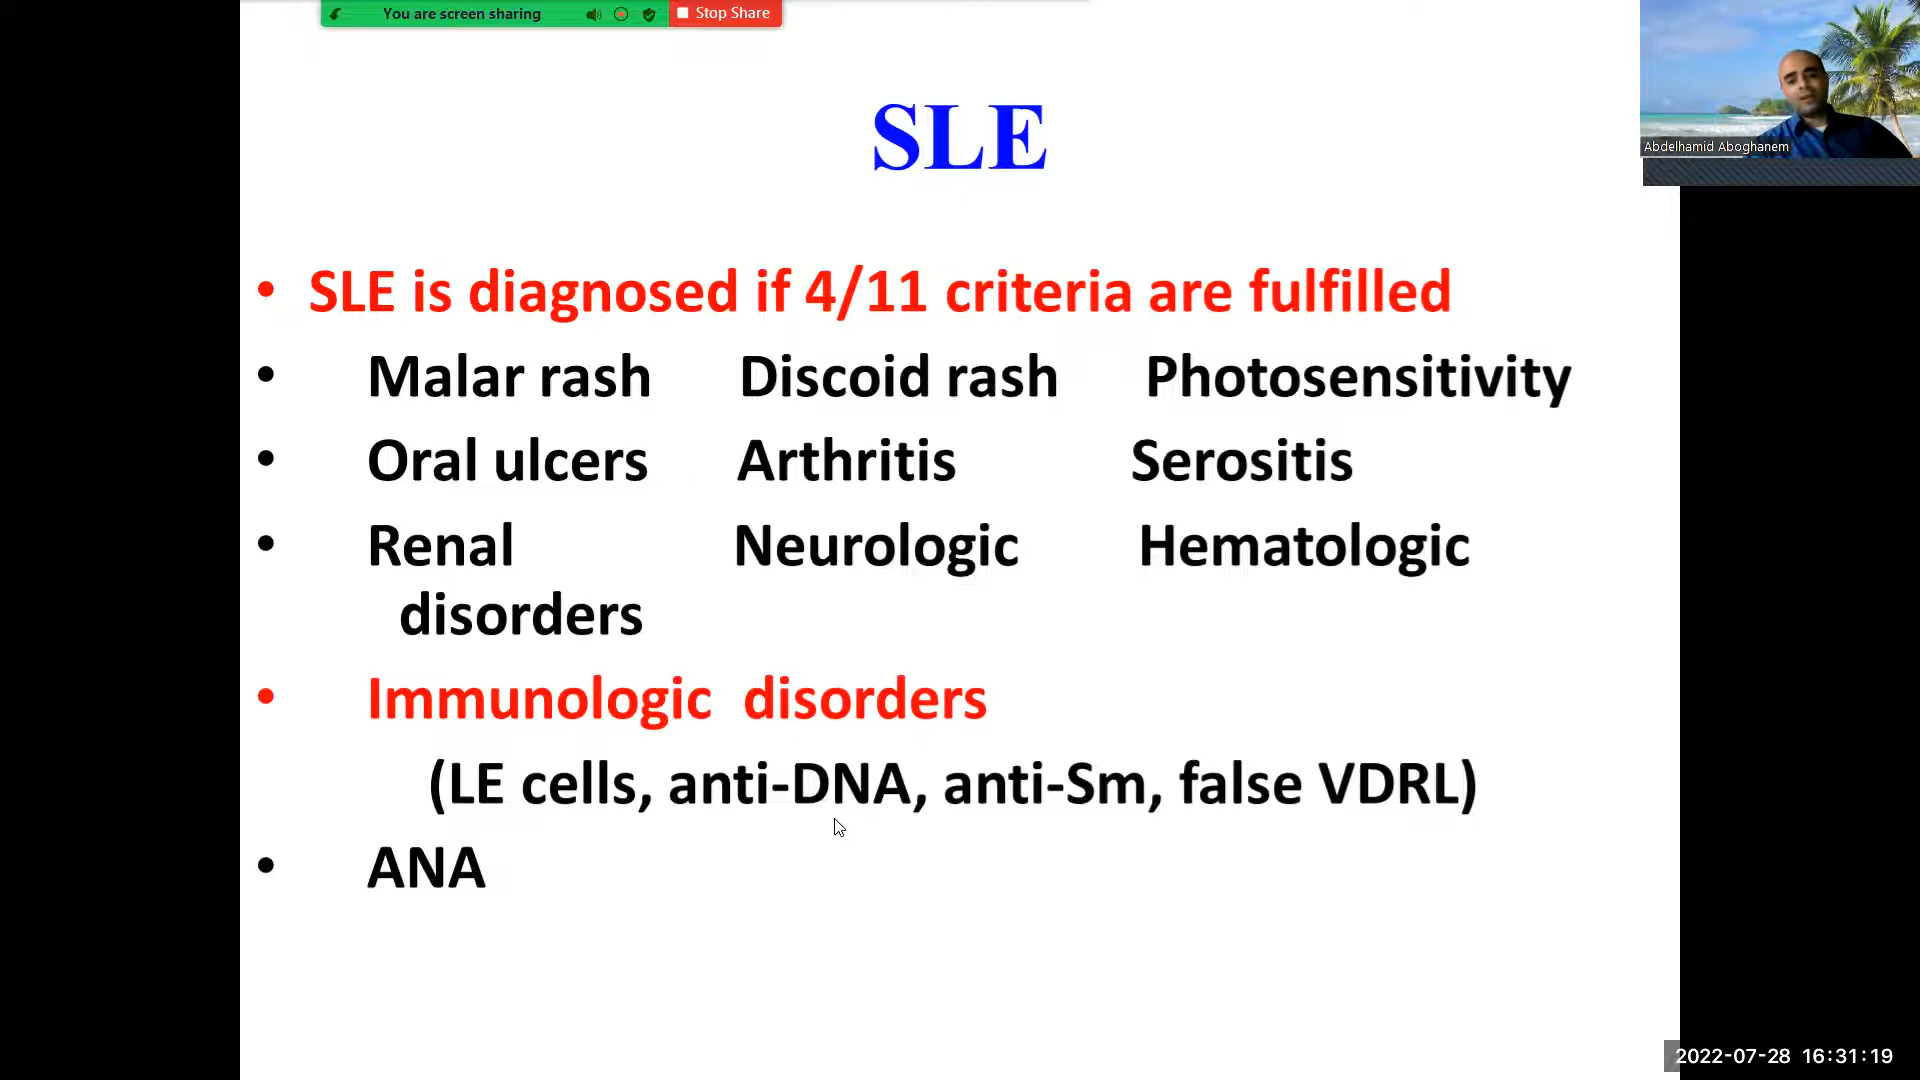 You are screen sharing Stop Share
Abdelhamid Aboghanem
SLE
• SLE is diagnosed if 4/11 criteria are fulfilled
• Malar rash Discoid rash Photosensitivity
• Oral ulcers Arthritis Serositis
• Renal Neurologic Hematologic
disorders
• Immunologic disorders
(LE cells, anti-DNA, anti-Sm, false VDRL)
• ANA
2022-07-28 16:31:19